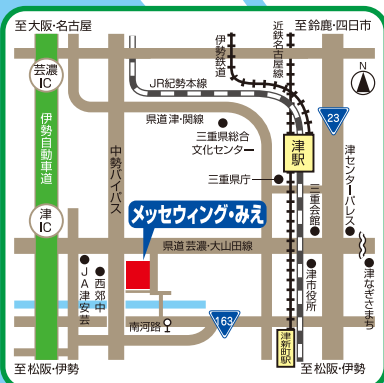 至大阪・名古屋
伊勢鉄道
近鉄名古屋線
至鈴鹿・四日市
芸濃
IC
JR紀勢本線
N
県道津・関線
23
伊勢自動車道
中勢バイパス
三重県総合
文化センター
津駅
津センターパレス
三重県庁
三重会館
津
IC
メッセウィング・みえ
県道芸濃・大山田線
JA津安芸
西郊中
津市役所
津なぎさまち
南河路
163
津新町駅
至松阪・伊勢
至松阪・伊勢